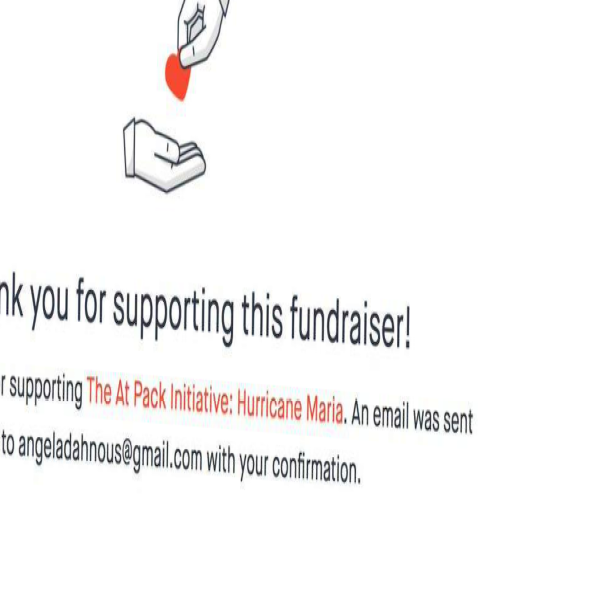 nk you for supporting this fundraiser!
r supporting The At Pack Initiative: Hurricane Maria. An email was sent
to angeladahnous@gmail.com with your confirmation.